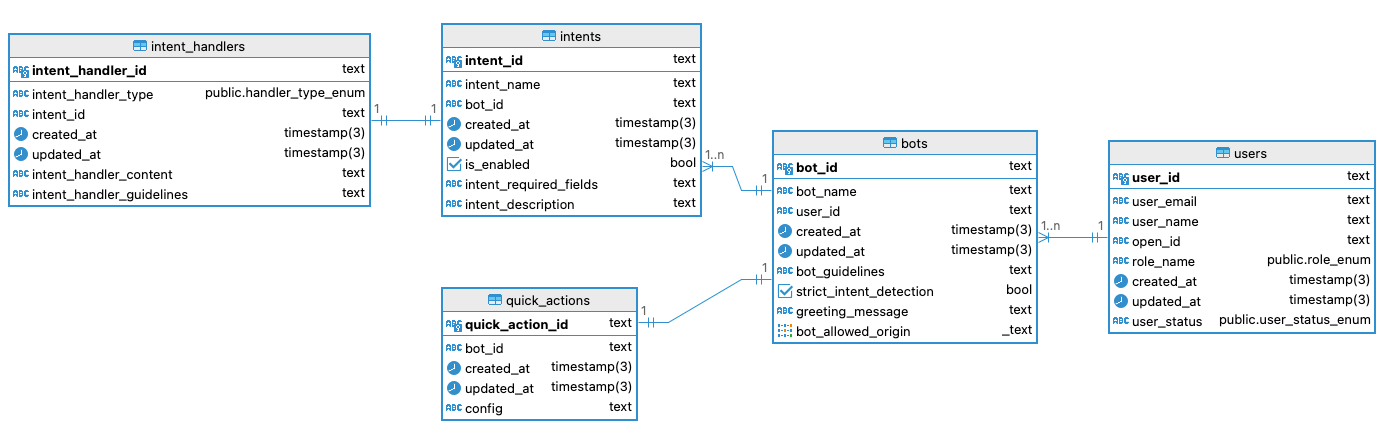 intent_handlers
intent_handler_id text
intent_handler_type public.handler_type_enum
intent_id text
created_at timestamp(3)
updated_at timestamp(3)
intent_handler_content text
intent_handler_guidelines text
1
1
intents
intent_id text
intent_name text
bot_id text
created_at timestamp(3)
updated_at timestamp(3)
is_enabled bool
intent_required_fields text
intent_description text
1..n
1
quick_actions
quick_action_id text
bot_id text
created_at timestamp(3)
updated_at timestamp(3)
config text
1
1
bots
bot_id text
bot_name text
user_id text
created_at timestamp(3)
updated_at timestamp(3)
bot_guidelines text
strict_intent_detection bool
greeting_message text
bot_allowed_origin _text
1..n
1
users
user_id text
user_email text
user_name text
open_id text
role_name public.role_enum
created_at timestamp(3)
updated_at timestamp(3)
user_status public.user_status_enum